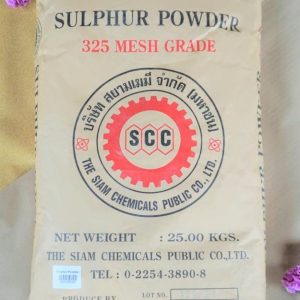 SULPHUR POWDER
325 MESH GRADE
บริษัท สยามเคมี จำกัด (มหาชน)
SCC
THE SIAM CHEMICALS PUBLIC CO., LTD.
NET WEIGHT : 25.00 KGS.
THE SIAM CHEMICALS PUBLIC CO.,LTD.
TEL : 0-2254-3890-8
PRODUCE BY
LOT NO.